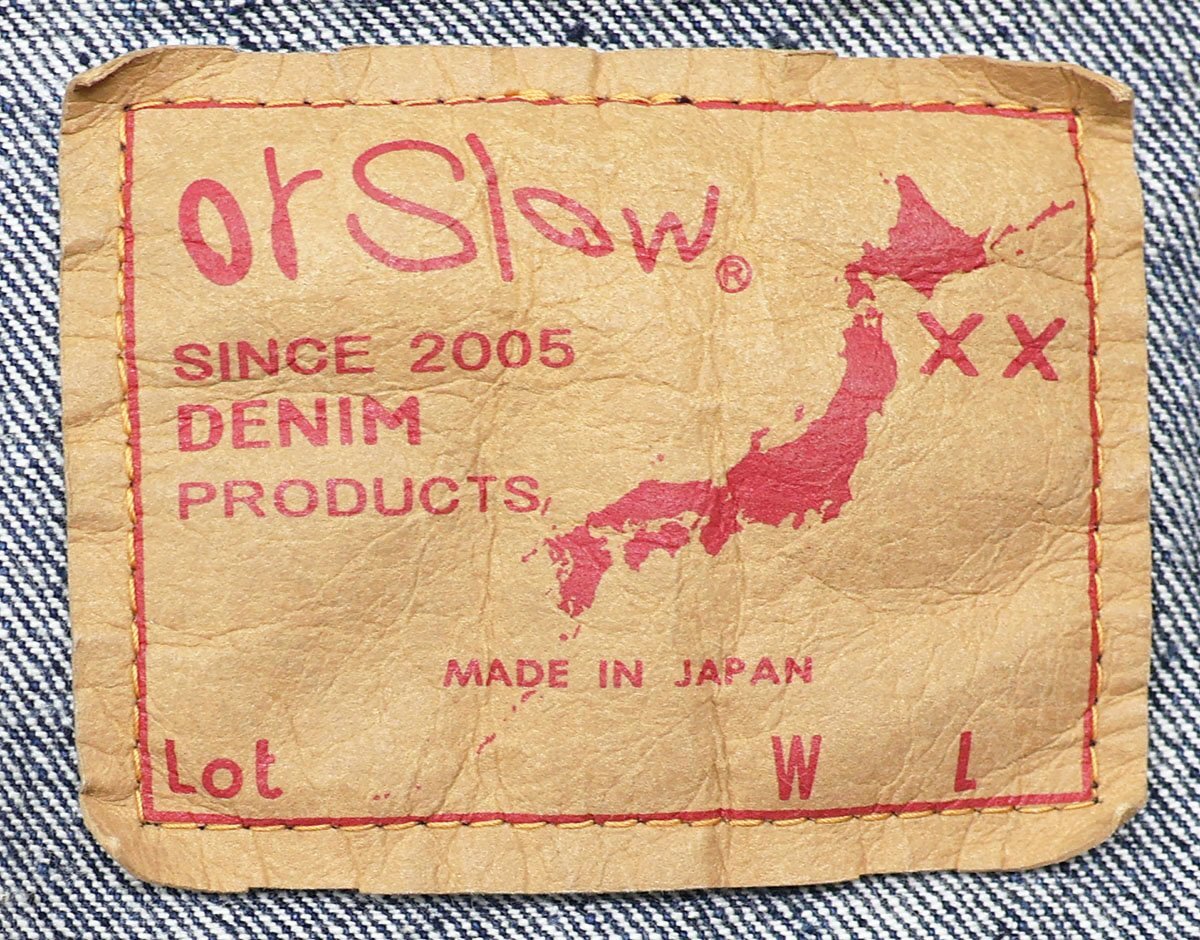 orSlow®
SINCE 2005
DENIM
PRODUCTS
XX
MADE IN JAPAN
Lot W L